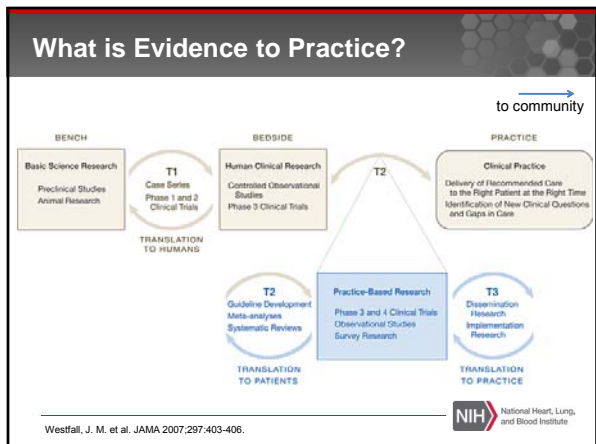 What is Evidence to Practice?
to community
BENCH
BEDSIDE
PRACTICE
Basic Science Research
Preclinical Studies
Animal Research
T1
Case Series
Phase 1 and 2
Clinical Trials
TRANSLATION
TO HUMANS
Human Clinical Research
Controlled Observational
Studies
Phase 3 Clinical Trials
T2
Clinical Practice
Delivery of Recommended Care
to the Right Patient at the Right Time
Identification of New Clinical Questions
and Gaps in Care
T2
Guideline Development
Meta-analyses
Systematic Reviews
TRANSLATION
TO PATIENTS
Practice-Based Research
Phase 3 and 4 Clinical Trials
Observational Studies
Survey Research
T3
Dissemination
Research
Implementation
Research
TRANSLATION
TO PRACTICE
Westfall, J. M. et al. JAMA 2007;297:403-406.
NIH
National Heart, Lung,
and Blood Institute